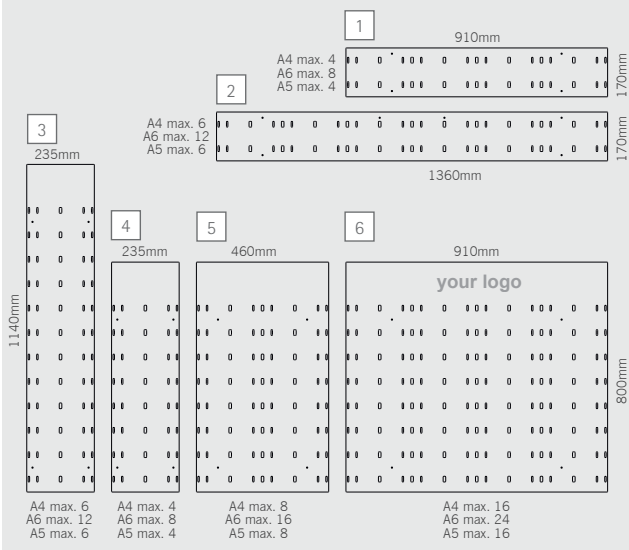 1
910mm
A4 max. 4
A6 max. 8
A5 max. 4
170mm
2
A4 max. 6
A6 max. 12
A5 max. 6
170mm
1360mm
3
235mm
1140mm
A4 max. 6
A6 max. 12
A5 max. 6
4
235mm
A4 max. 4
A6 max. 8
A5 max. 4
5
460mm
A4 max. 8
A6 max. 16
A5 max. 8
6
910mm
your logo
800mm
A4 max. 16
A6 max. 24
A5 max. 16